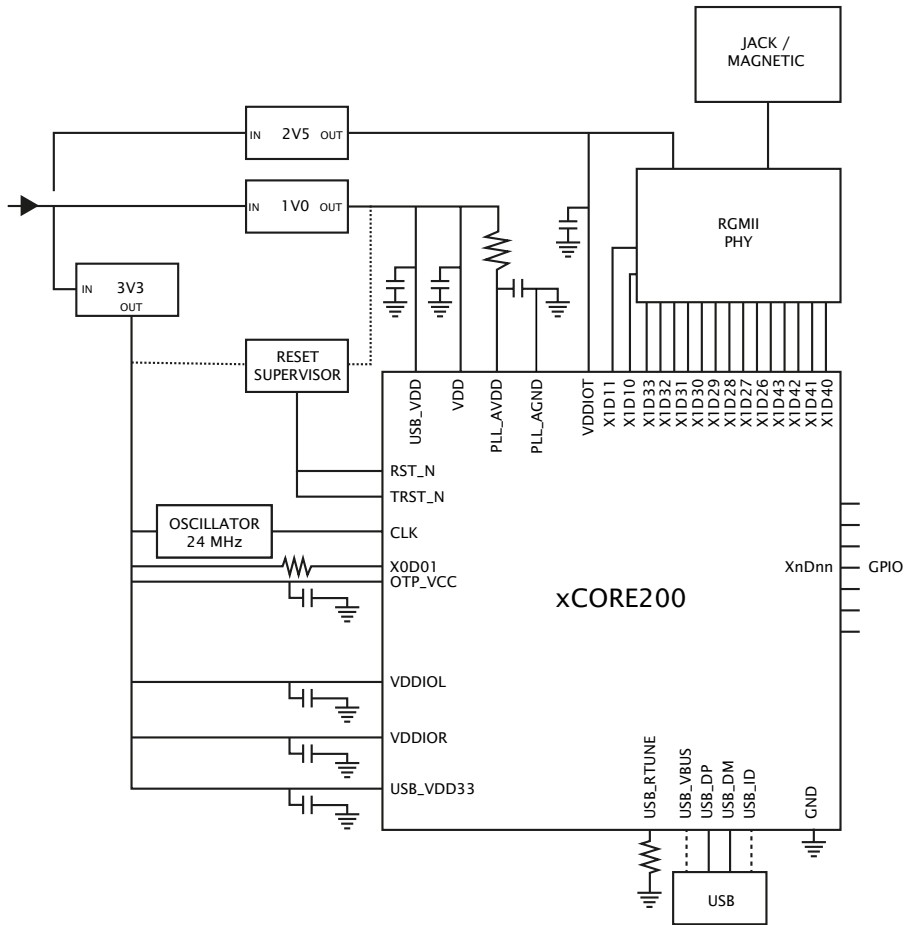 JACK /
MAGNETIC
IN 2V5 OUT
IN 1V0 OUT
RGMII
PHY
IN 3V3
OUT
RESET
SUPERVISOR
USB_VDD
VDD
PLL_AVDD
PLL_AGND
VDDIOT
X1D11
X1D10
X1D33
X1D32
X1D31
X1D30
X1D29
X1D28
X1D27
X1D26
X1D43
X1D42
X1D41
X1D40
RST_N
TRST_N
OSCILLATOR
24 MHz
CLK
X0D01
OTP_VCC
XnDnn GPIO
xCORE200
VDDIOL
VDDIOR
USB_VDD33
USB_RTUNE
USB_VBUS
USB_DP
USB_DM
USB_ID
GND
USB